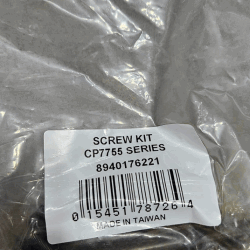 SCREW KIT
CP7755 SERIES
8940176221
0 15451 78726 4
MADE IN TAIWAN